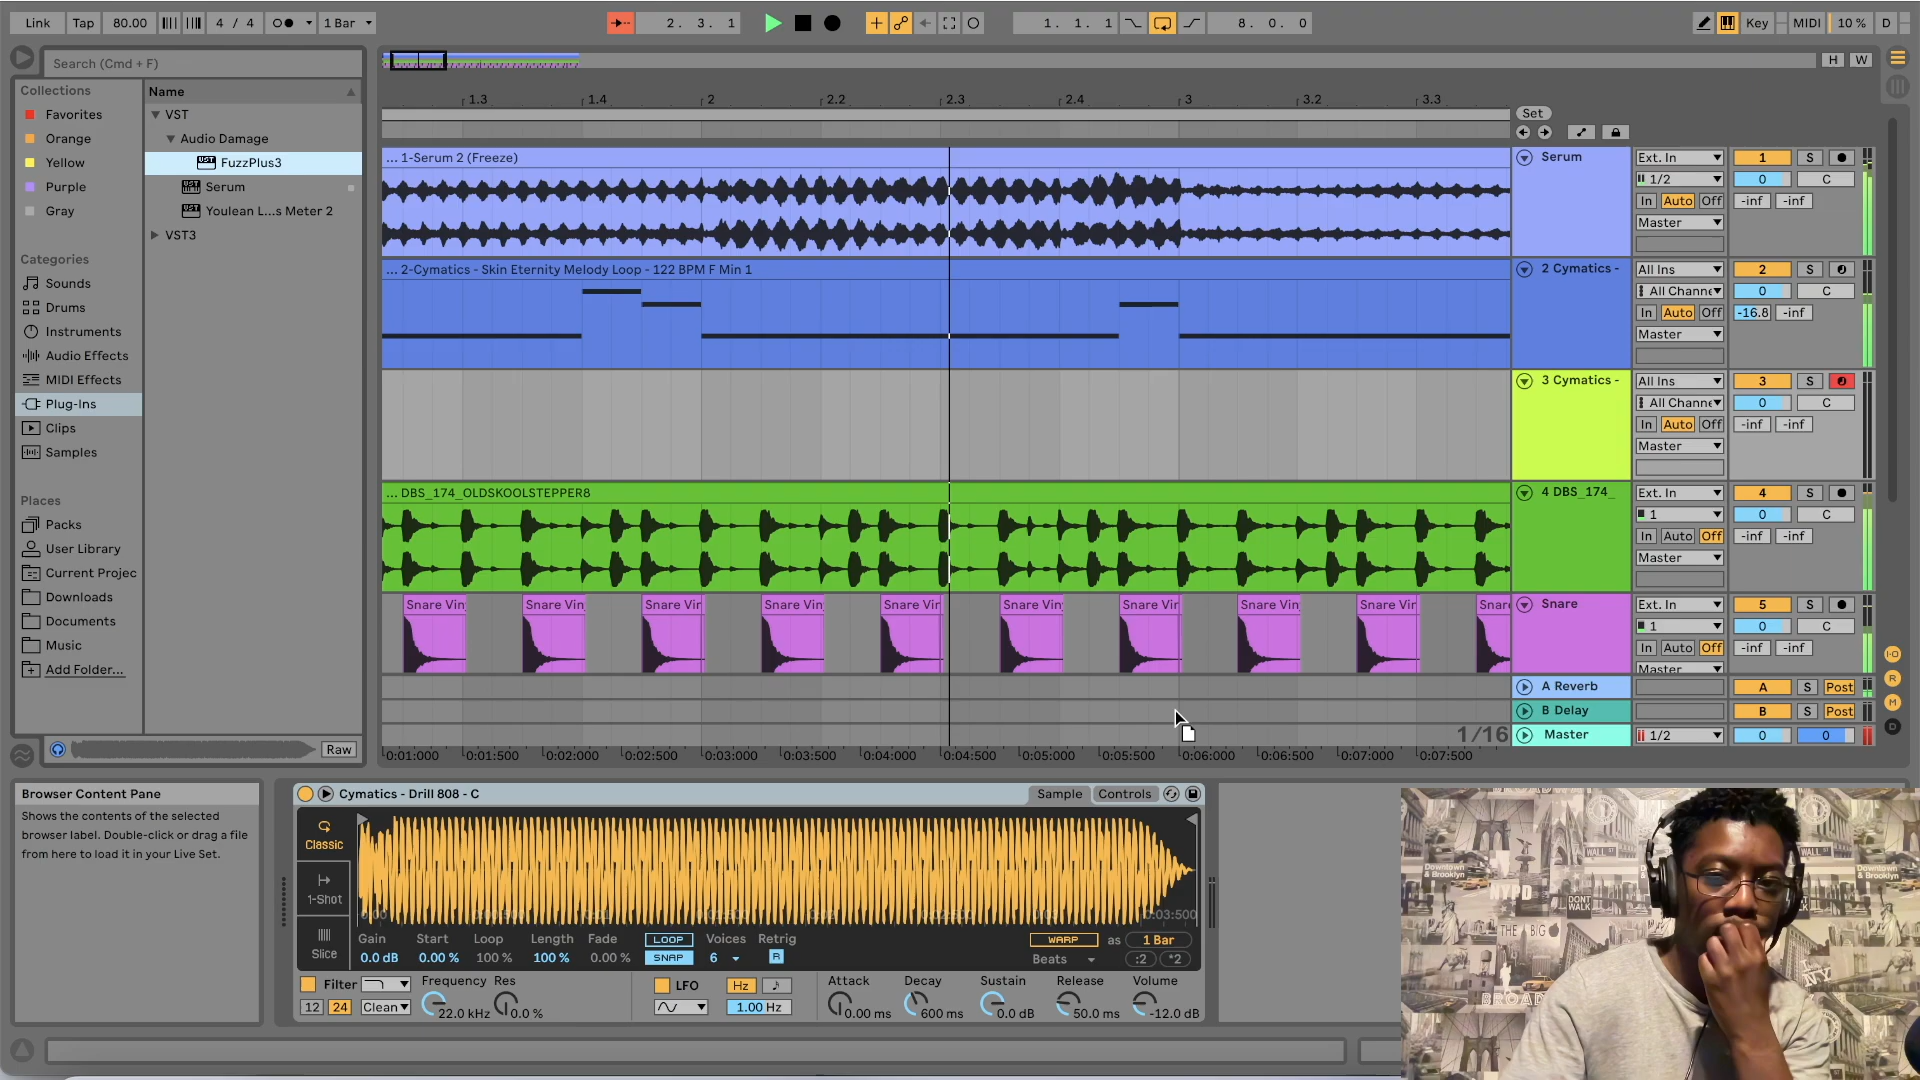 Link Tap 80.00 4 / 4 1 Bar 2. 3. 1 1. 1. 1 8. 0. 0 Key MIDI 10 % D
Search (Cmd + F)
H W
Collections
Favorites
Orange
Yellow
Purple
Gray
Categories
Sounds
Drums
Instruments
Audio Effects
MIDI Effects
Plug-Ins
Clips
Samples
Places
Packs
User Library
Current Projec
Downloads
Documents
Music
Add Folder...
Name
VST
Audio Damage
FuzzPlus3
Serum
Youlean L...s Meter 2
VST3
Raw
1.3 1.4 2 2.2 2.3 2.4 3 3.2 3.3
Set
... 1-Serum 2 (Freeze)
Serum
Ext. In 1 S
1/2 0 C
In Auto Off -inf -inf
Master
... 2-Cymatics - Skin Eternity Melody Loop - 122 BPM F Min 1
2 Cymatics -
All Ins 2 S
All Channe 0 C
In Auto Off -16.8 -inf
Master
3 Cymatics -
All Ins 3 S
All Channe 0 C
In Auto Off -inf -inf
Master
... DBS_174_OLDSKOOLSTEPPER8
4 DBS_174_
Ext. In 4 S
1 0 C
In Auto Off -inf -inf
Master
Snare Vin Snare Vin Snare Vir Snare Vin Snare Vir Snare Vin Snare Vir Snare Vin Snare Vir Snar
Snare
Ext. In 5 S
1 0 C
In Auto Off -inf -inf
Master
A Reverb A S Post
B Delay B S Post
1/16
Master 1/2 0 0
0:01:000 0:01:500 0:02:000 0:02:500 0:03:000 0:03:500 0:04:000 0:04:500 0:05:000 0:05:500 0:06:000 0:06:500 0:07:000 0:07:500
I-O
R
M
D
Browser Content Pane
Shows the contents of the selected
browser label. Double-click or drag a file
from here to load it in your Live Set.
Cymatics - Drill 808 - C Sample Controls
Classic
1-Shot
Slice
0:03:500
Gain Start Loop Length Fade LOOP Voices Retrig WARP as 1 Bar
0.0 dB 0.00 % 100 % 100 % 0.00 % SNAP 6 R Beats :2 *2
Filter Frequency Res LFO Hz Attack Decay Sustain Release Volume
12 24 Clean 22.0 kHz 0.0 % 1.00 Hz 0.00 ms 600 ms 0.0 dB 50.0 ms -12.0 dB
WALL ST
Downtown
& Brooklyn
NYPD
DONT
WALK
THE BIG
Downtown
& Brooklyn
NY